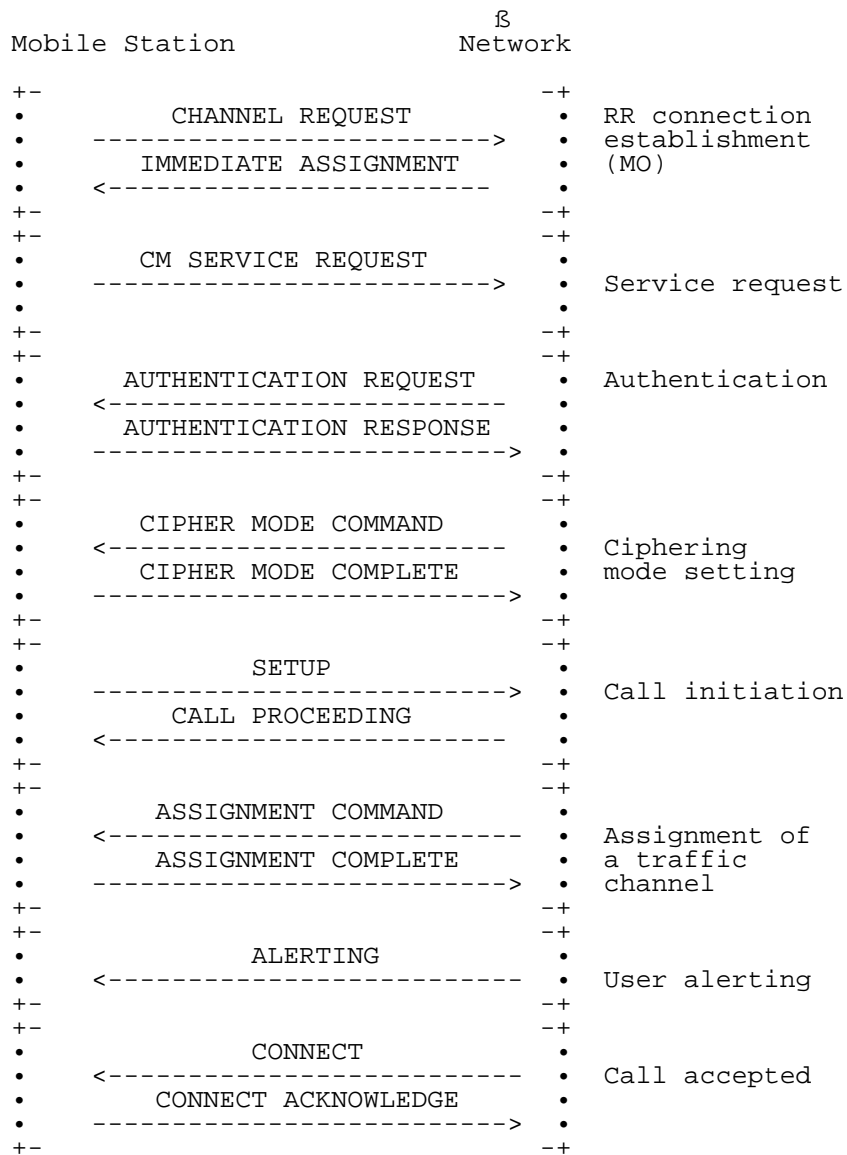 ß
Mobile Station Network
CHANNEL REQUEST RR connection
establishment
IMMEDIATE ASSIGNMENT (MO)
CM SERVICE REQUEST
Service request
AUTHENTICATION REQUEST Authentication
AUTHENTICATION RESPONSE
CIPHER MODE COMMAND
Ciphering
CIPHER MODE COMPLETE mode setting
SETUP
Call initiation
CALL PROCEEDING
ASSIGNMENT COMMAND
Assignment of
ASSIGNMENT COMPLETE a traffic
channel
ALERTING
User alerting
CONNECT
Call accepted
CONNECT ACKNOWLEDGE